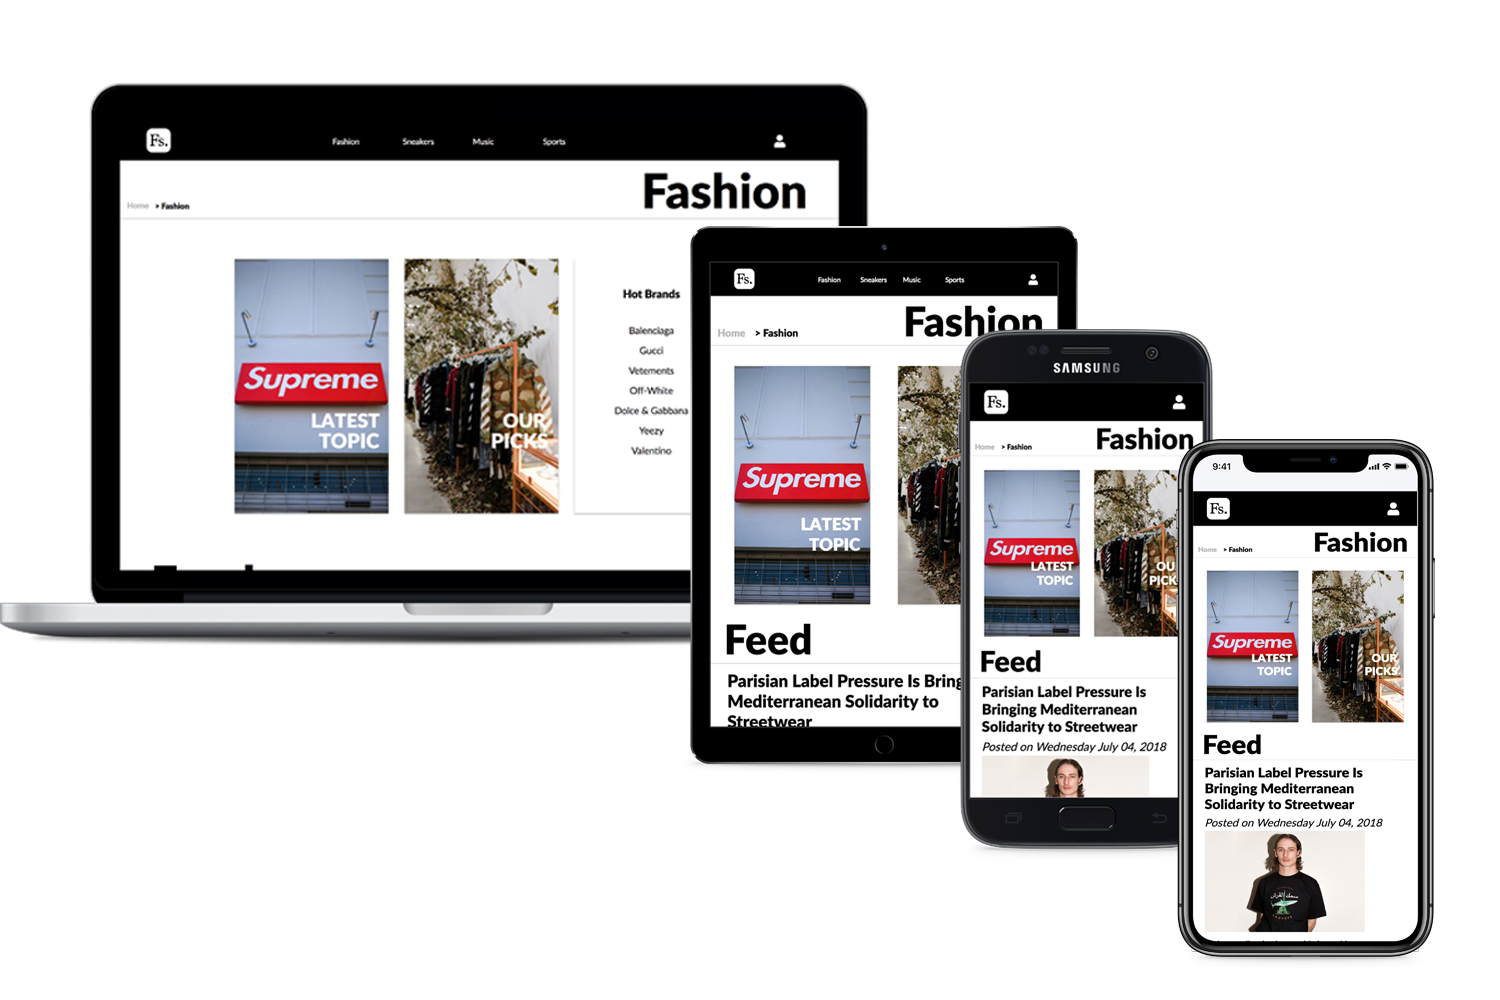 Fs.
Fashion Sneakers Music Sports
Fashion
Home > Fashion
Supreme
LATEST
TOPIC
OUR
PICKS
Hot Brands
Balenciaga
Gucci
Vetements
Off-White
Dolce & Gabbana
Yeezy
Valentino
Fs.
Fashion Sneakers Music Sports
Fashion
Home > Fashion
Supreme
LATEST
TOPIC
Feed
Parisian Label Pressure Is Bring
Mediterranean Solidarity to
Streetwear
SAMSUNG
Fs.
Fashion
Home > Fashion
Supreme
LATEST
TOPIC
OU
PICK
Feed
Parisian Label Pressure Is
Bringing Mediterranean
Solidarity to Streetwear
Posted on Wednesday July 04, 2018
9:41
Fs.
Fashion
Home > Fashion
Supreme
LATEST
TOPIC
OUR
PICKS
Feed
Parisian Label Pressure Is
Bringing Mediterranean
Solidarity to Streetwear
Posted on Wednesday July 04, 2018